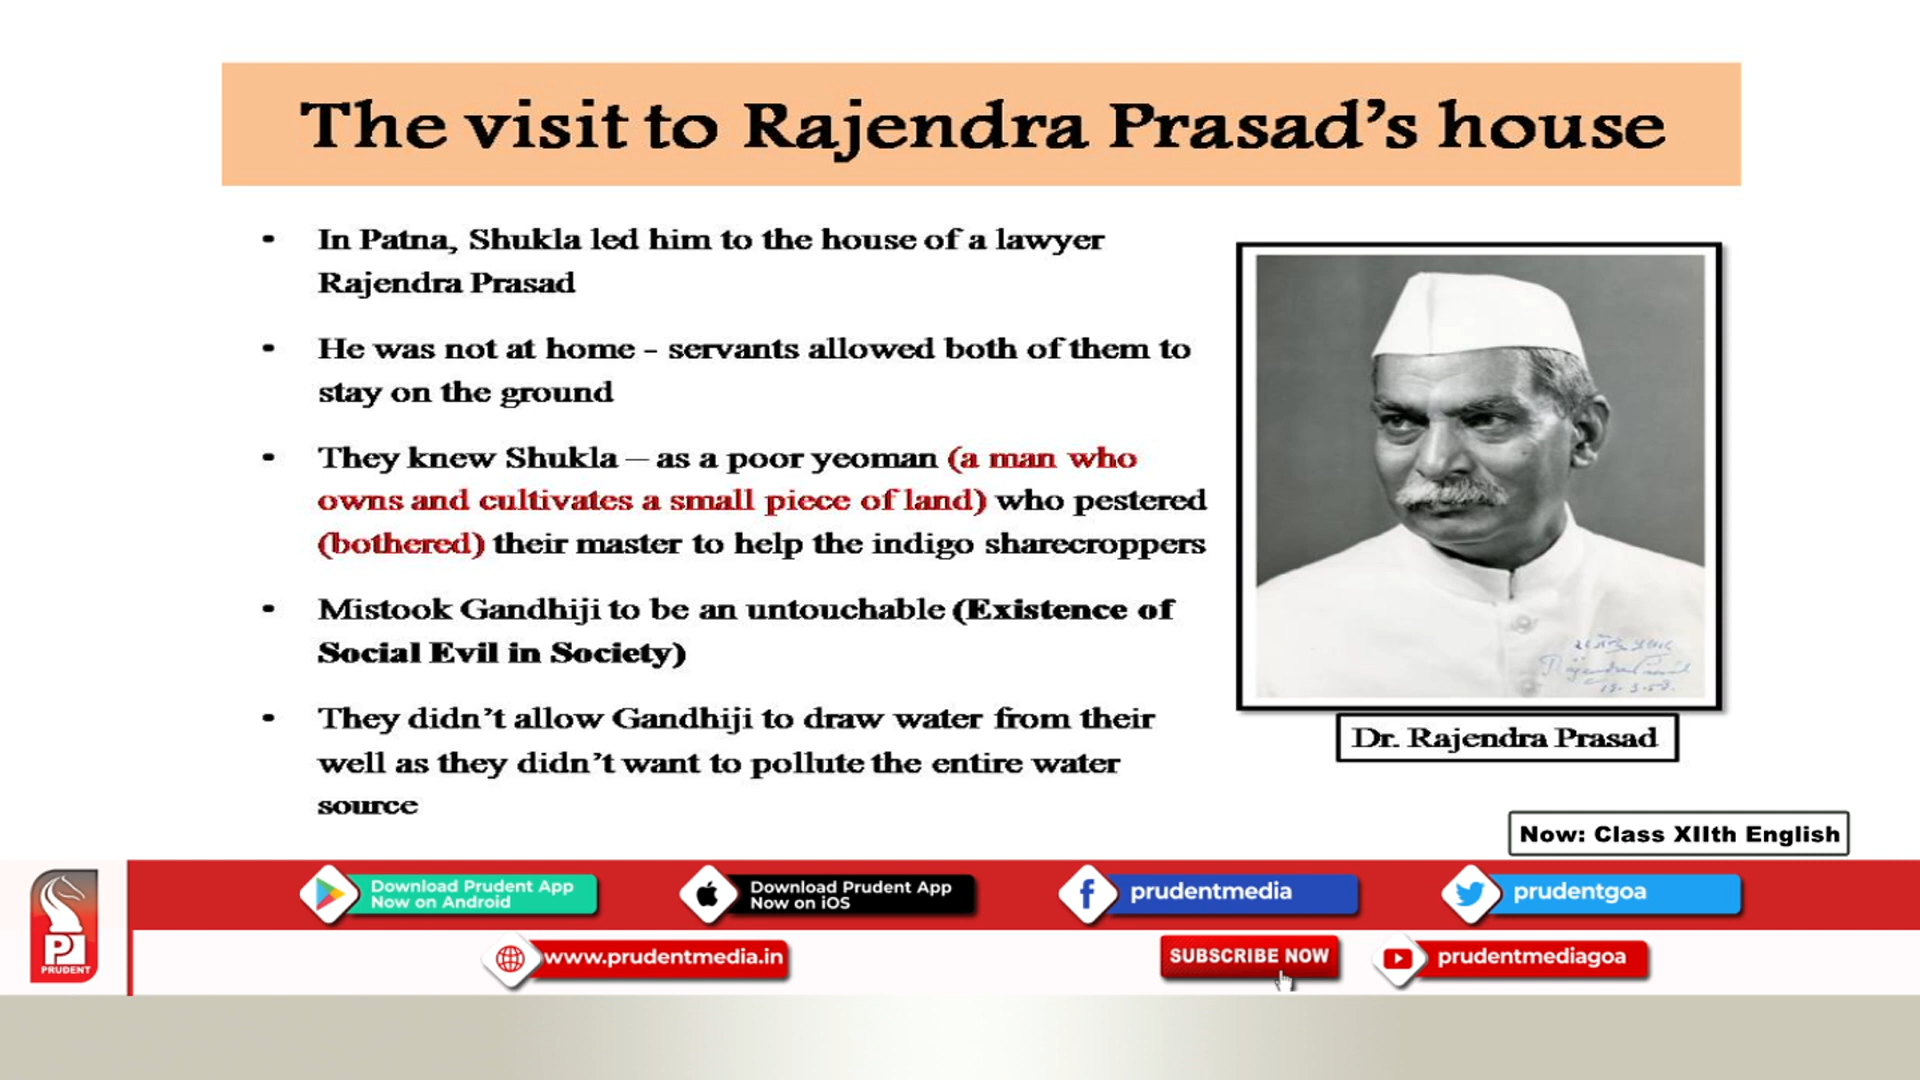 The visit to Rajendra Prasad's house
• In Patna, Shukla led him to the house of a lawyer
Rajendra Prasad
• He was not at home - servants allowed both of them to
stay on the ground
• They knew Shukla – as a poor yeoman (a man who
owns and cultivates a small piece of land) who pestered
(bothered) their master to help the indigo sharecroppers
• Mistook Gandhiji to be an untouchable (Existence of
Social Evil in Society)
• They didn't allow Gandhiji to draw water from their
well as they didn't want to pollute the entire water
source
Dr. Rajendra Prasad
Now: Class XIIth English
Download Prudent App
Now on Android
Download Prudent App
Now on iOS
prudentmedia
prudentgoa
PRUDENT
www.prudentmedia.in
SUBSCRIBE NOW
prudentmediagoa